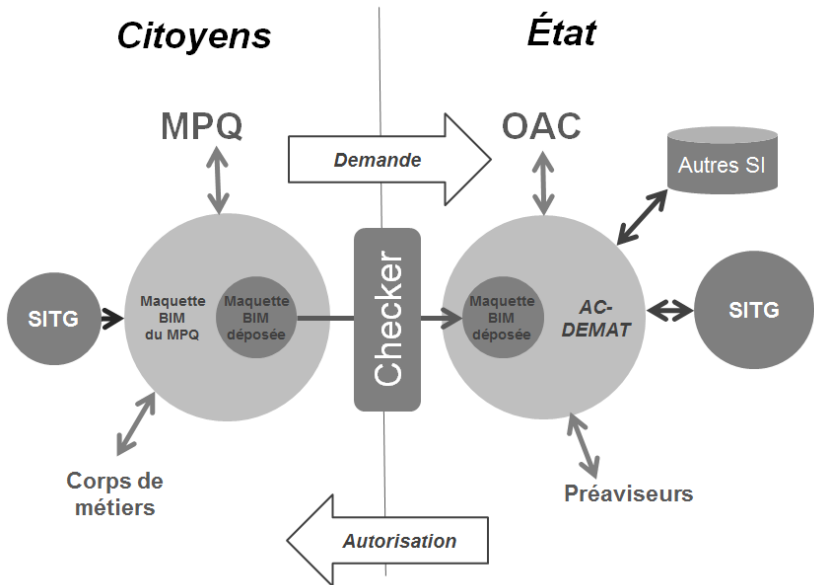 Citoyens
État
MPQ
OAC
Demande
Autres SI
Checker
SITG
Maquette
BIM
du MPQ
Maquette
BIM
déposée
Maquette
BIM
déposée
AC-
DEMAT
SITG
Corps de
métiers
Préaviseurs
Autorisation